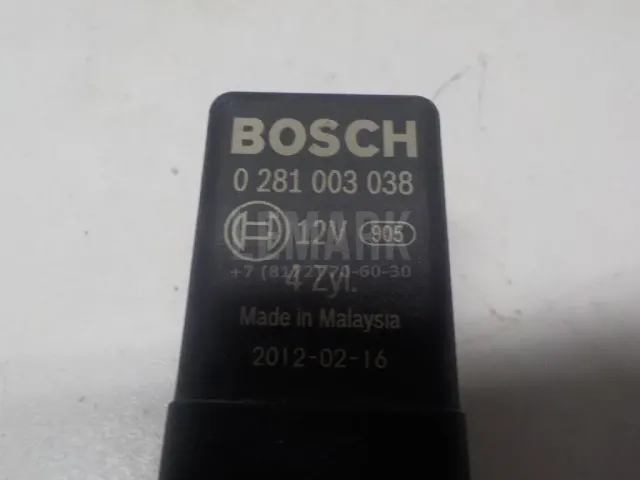 BOSCH
0 281 003 038
12V 905
4 Zyl.
Made in Malaysia
2012-02-16